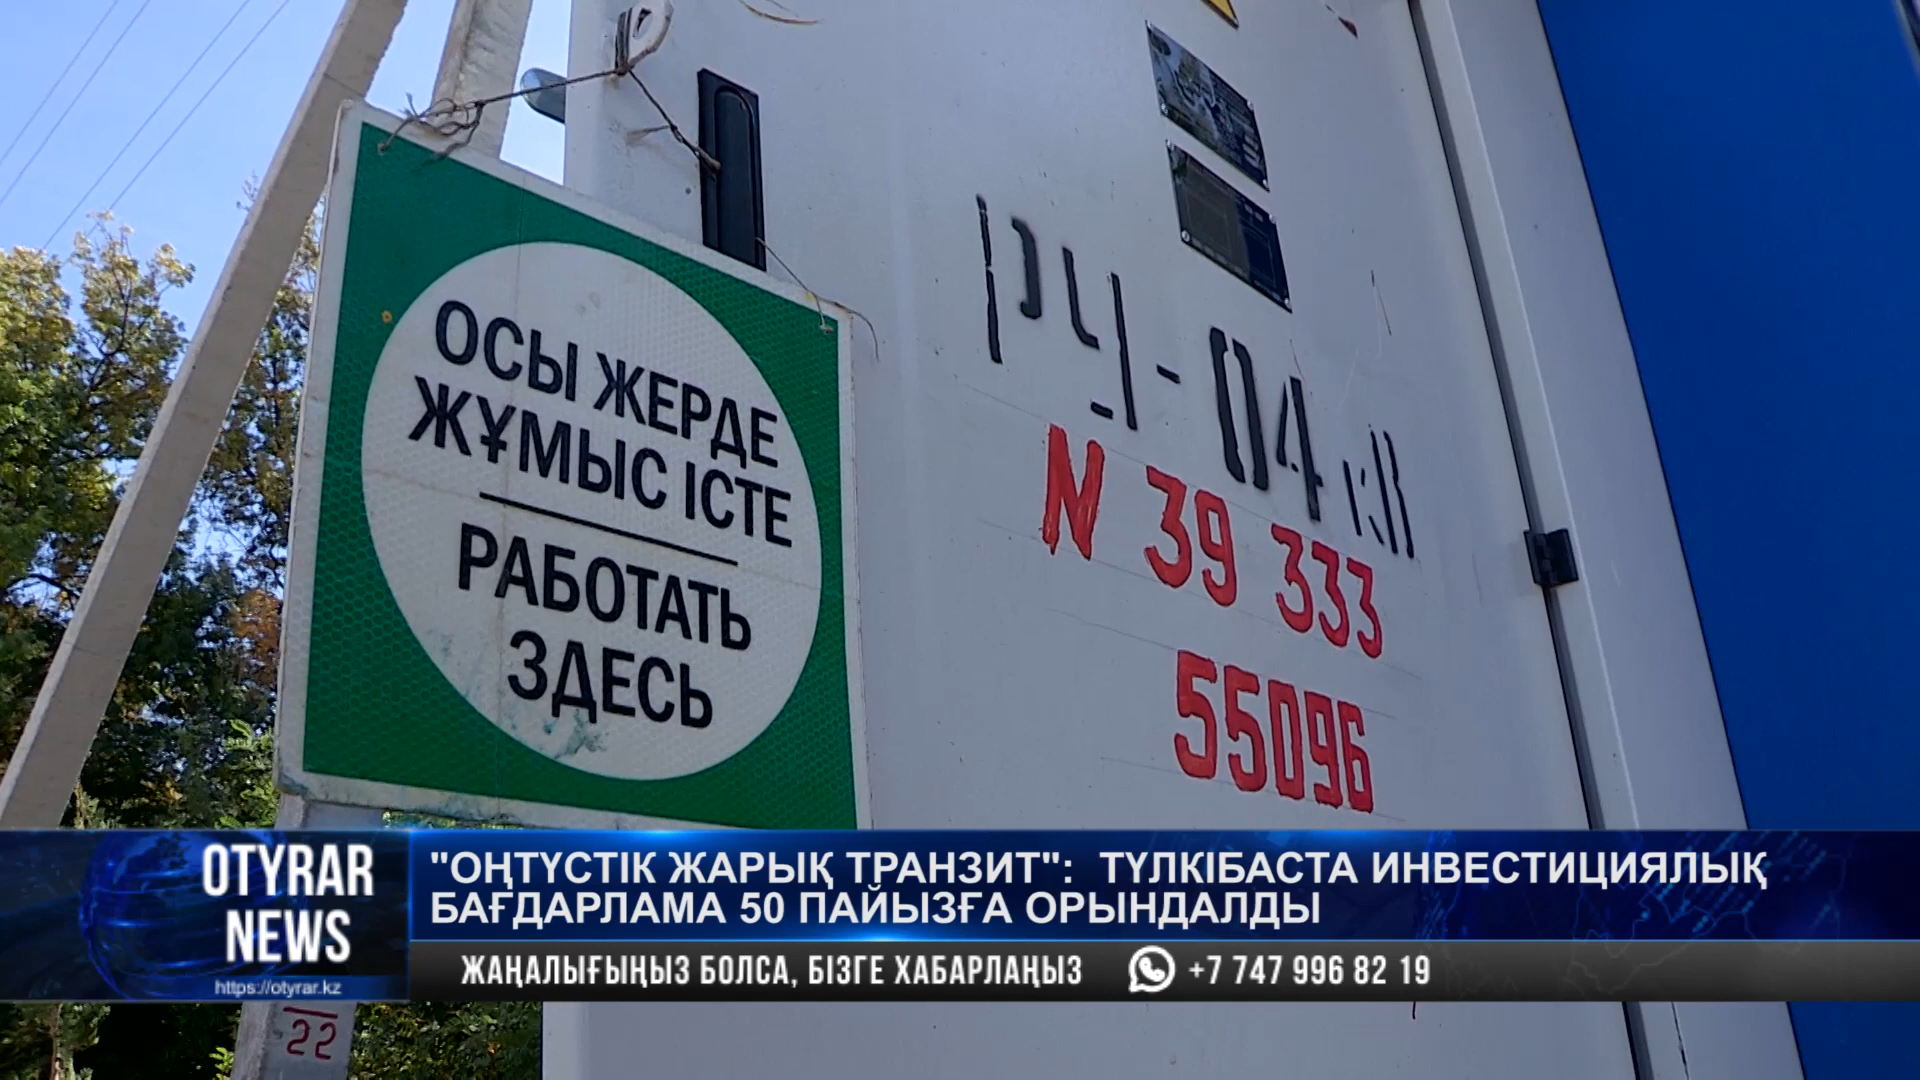 ОСЫ ЖЕРДЕ
ЖҰМЫС ІСТЕ
РАБОТАТЬ
ЗДЕСЬ
РУ-04 кВ
N 39 333
55096
OTYRAR
NEWS
https://otyrar.kz
"ОҢТҮСТІК ЖАРЫҚ ТРАНЗИТ": ТҮЛКІБАСТА ИНВЕСТИЦИЯЛЫҚ
БАҒДАРЛАМА 50 ПАЙЫЗҒА ОРЫНДАЛДЫ
ЖАҢАЛЫҒЫҢЫЗ БОЛСА, БІЗГЕ ХАБАРЛАҢЫЗ
+7 747 996 82 19
22